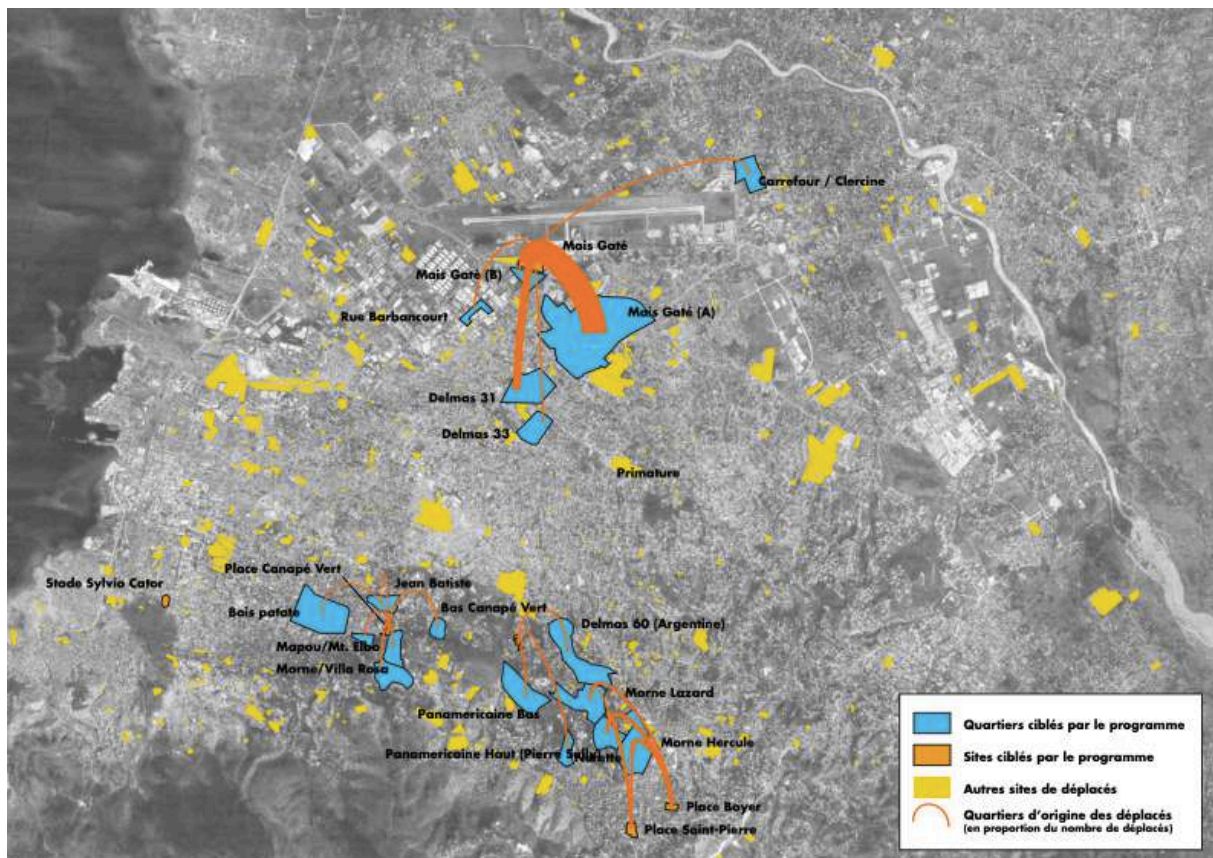 Carrefour / Clercine
Mais Gaté
Mais Gaté (B)
Rue Barbancourt
Mais Gaté (A)
Delmas 31
Delmas 33
Primature
Place Canapé Vert
Stade Sylvio Cator
Jean Batiste
Bois patate
Bas Canapé Vert
Delmas 60 (Argentine)
Mapou/Mt. Elbo
Morne/Villa Rosa
Morne Lazard
Panamericaine Bas
Morne Hercule
Panamericaine Haut (Pierre Sully)
Place Boyer
Place Saint-Pierre
Quartiers ciblés par le programme
Sites ciblés par le programme
Autres sites de déplacés
Quartiers d'origine des déplacés
(en proportion du nombre de déplacés)